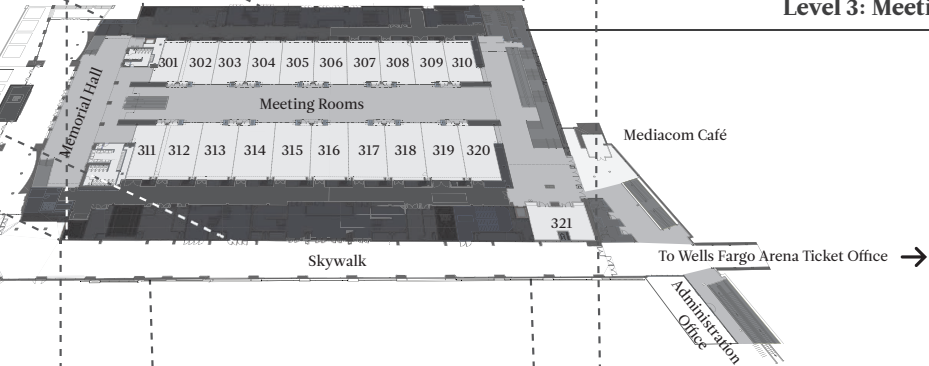 Level 3: Meeti
301 302 303 304 305 306 307 308 309 310
Memorial Hall
Meeting Rooms
Mediacom Café
311 312 313 314 315 316 317 318 319 320
321
To Wells Fargo Arena Ticket Office
Skywalk
Administration
Office